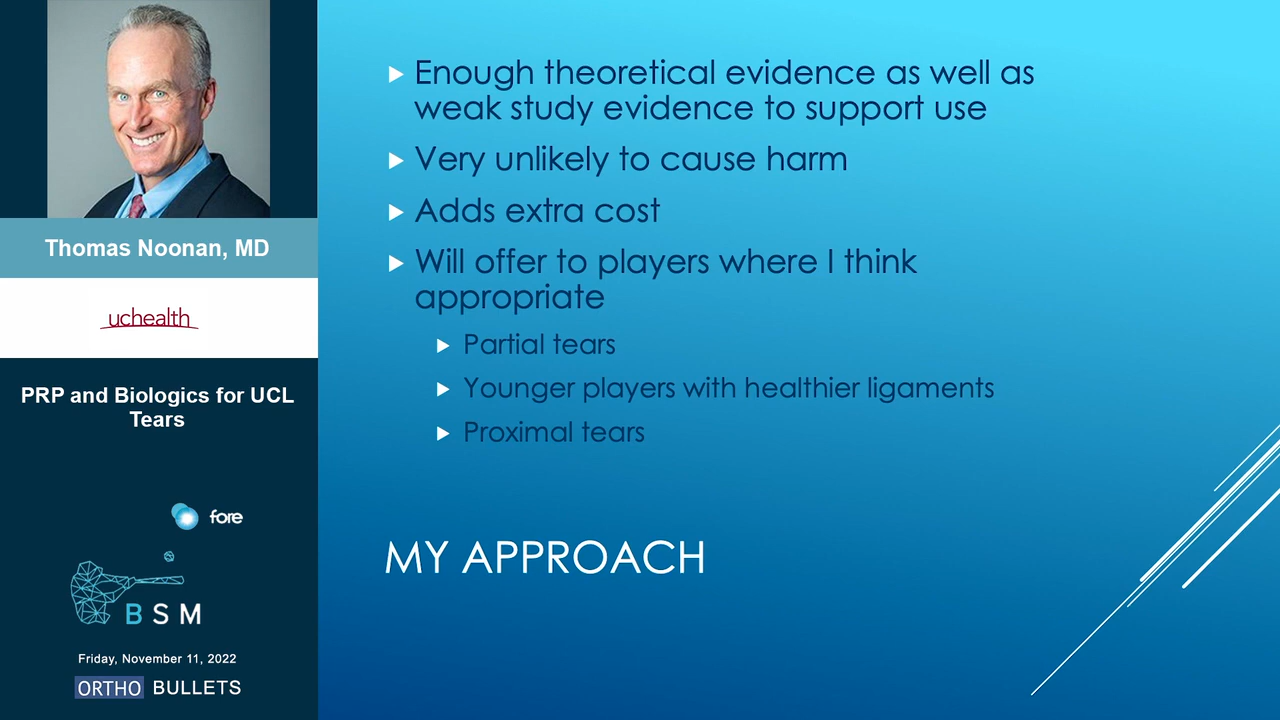 Thomas Noonan, MD
uchealth
PRP and Biologics for UCL
Tears
fore
B S M
Friday, November 11, 2022
ORTHO BULLETS
Enough theoretical evidence as well as
weak study evidence to support use
Very unlikely to cause harm
Adds extra cost
Will offer to players where I think
appropriate
Partial tears
Younger players with healthier ligaments
Proximal tears
MY APPROACH